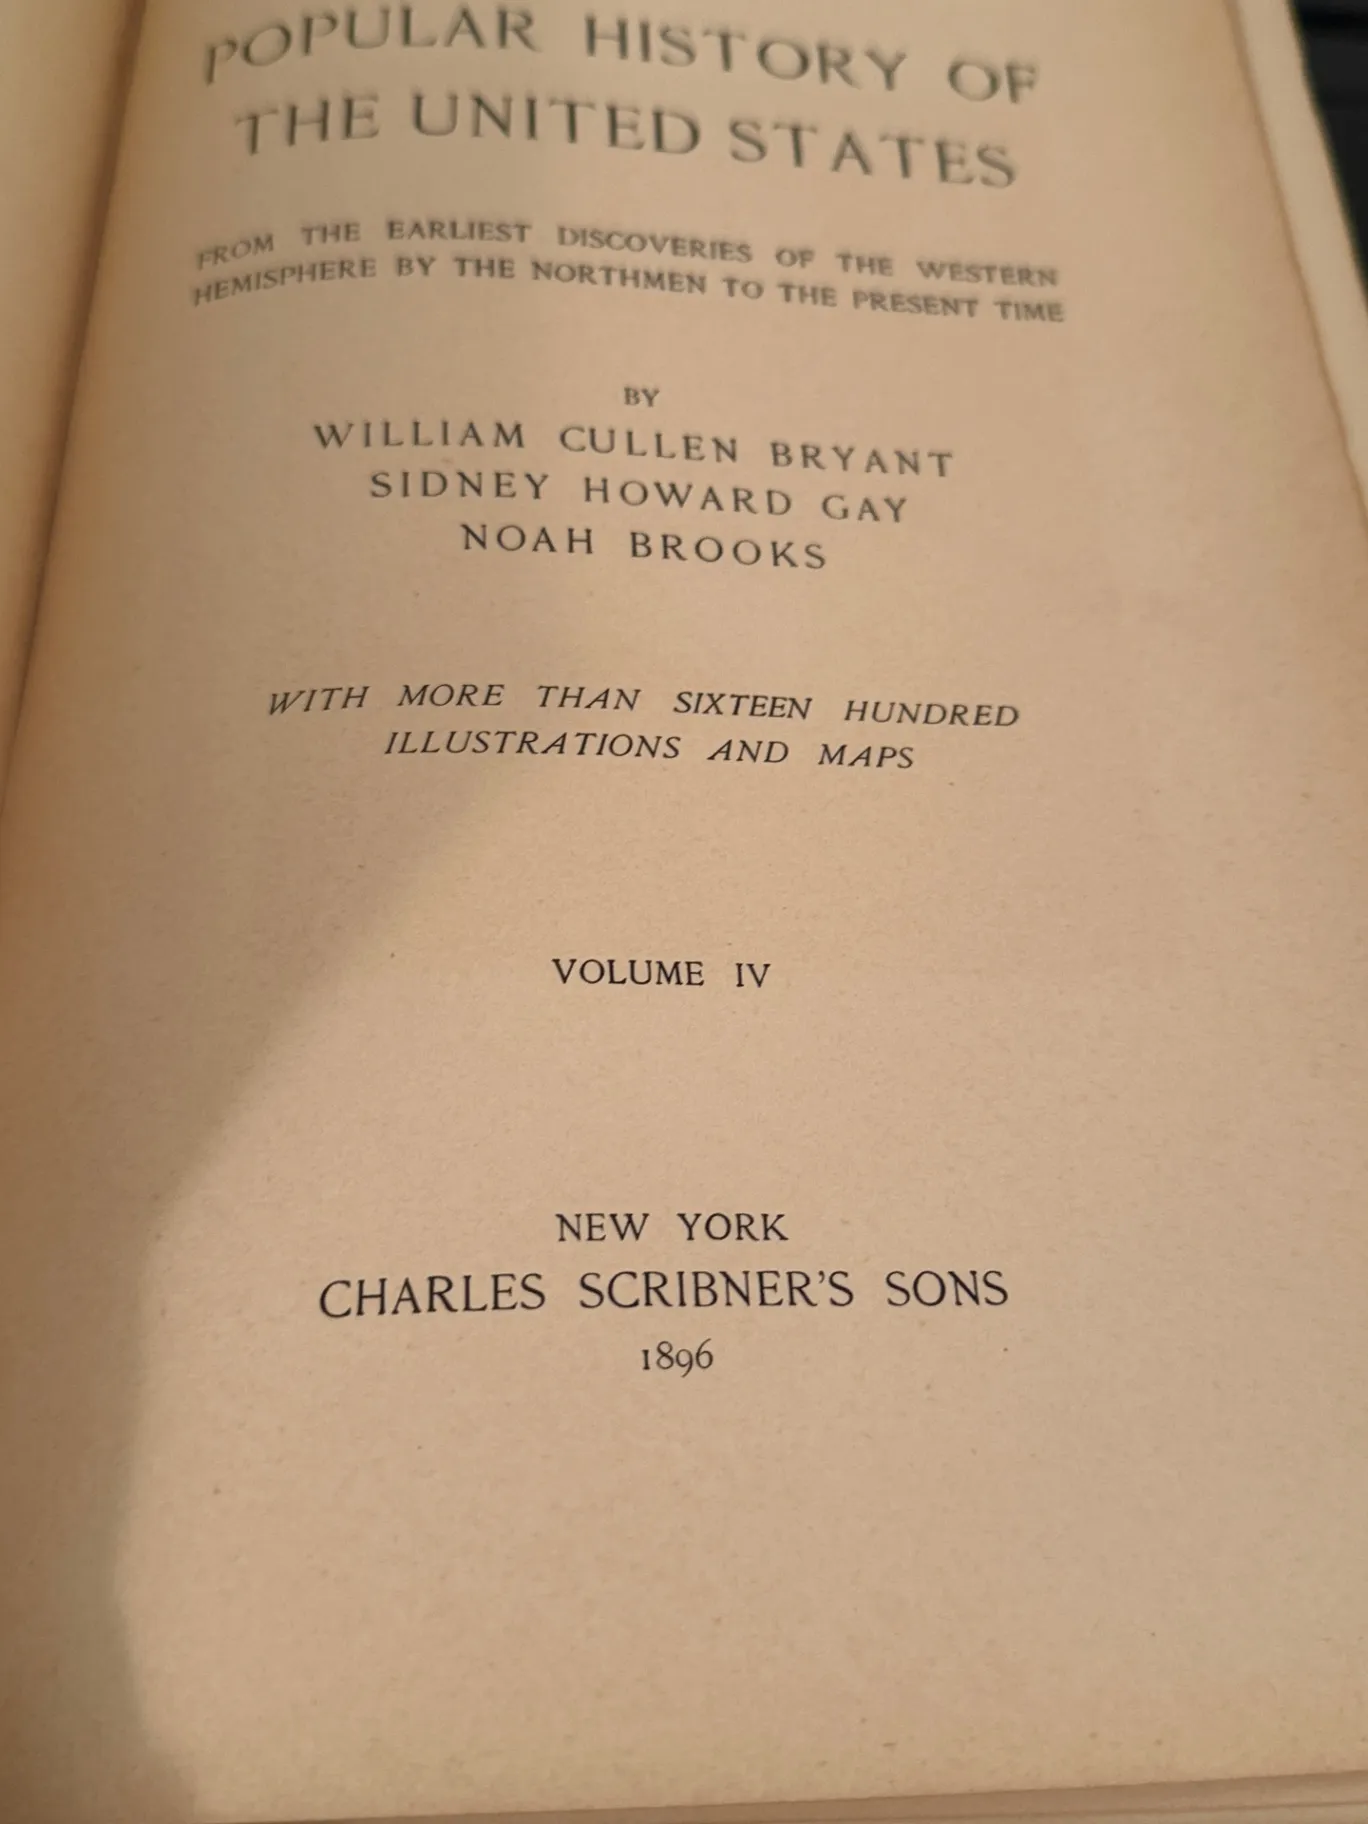 POPULAR HISTORY OF
THE UNITED STATES
FROM THE EARLIEST DISCOVERIES OF THE WESTERN
HEMISPHERE BY THE NORTHMEN TO THE PRESENT TIME
BY
WILLIAM CULLEN BRYANT
SIDNEY HOWARD GAY
NOAH BROOKS
WITH MORE THAN SIXTEEN HUNDRED
ILLUSTRATIONS AND MAPS
VOLUME IV
NEW YORK
CHARLES SCRIBNER'S SONS
1896